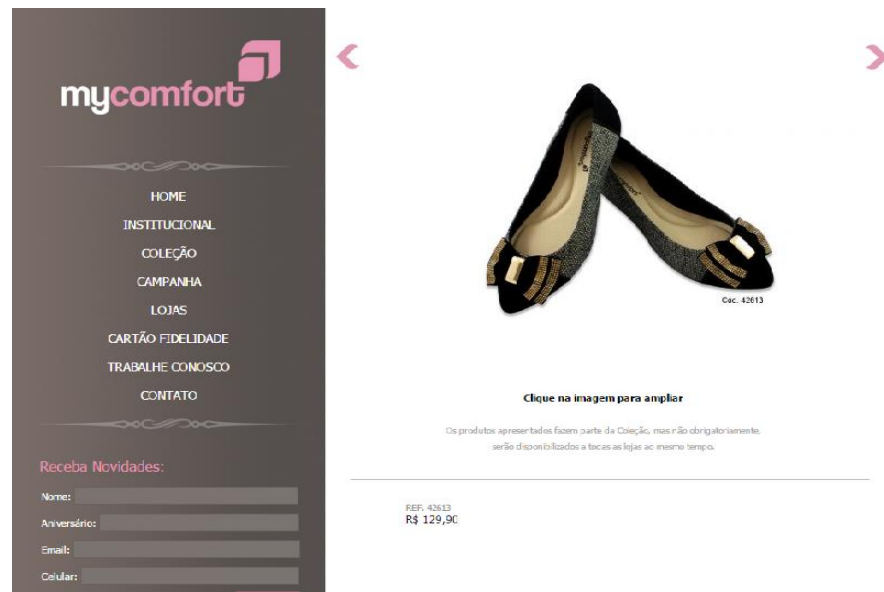 mycomfort
HOME
INSTITUCIONAL
COLEÇÃO
CAMPANHA
LOJAS
CARTÃO FIDELIDADE
TRABALHE CONOSCO
CONTATO
Receba Novidades:
Nome:
Aniversário:
Email:
Celular:
Cód. 42613
Clique na imagem para ampliar
Os produtos apresentados fazem parte da Coleção, mas não obrigatoriamente,
serão disponibilizados a todas as lojas ao mesmo tempo.
REF. 42613
R$ 129,90